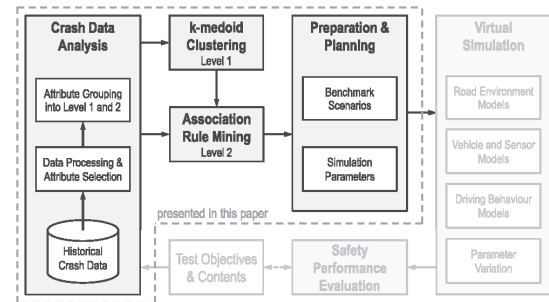 Crash Data
Analysis
Attribute Grouping
into Level 1 and 2
Data Processing &
Attribute Selection
Historical
Crash Data
k-medoid
Clustering
Level 1
Association
Rule Mining
Level 2
Preparation &
Planning
Benchmark
Scenarios
Simulation
Parameters
presented in this paper
Virtual
Simulation
Road Environment
Models
Vehicle and Sensor
Models
Driving Behaviour
Models
Parameter
Variation
Test Objectives
& Contents
Safety
Performance
Evaluation